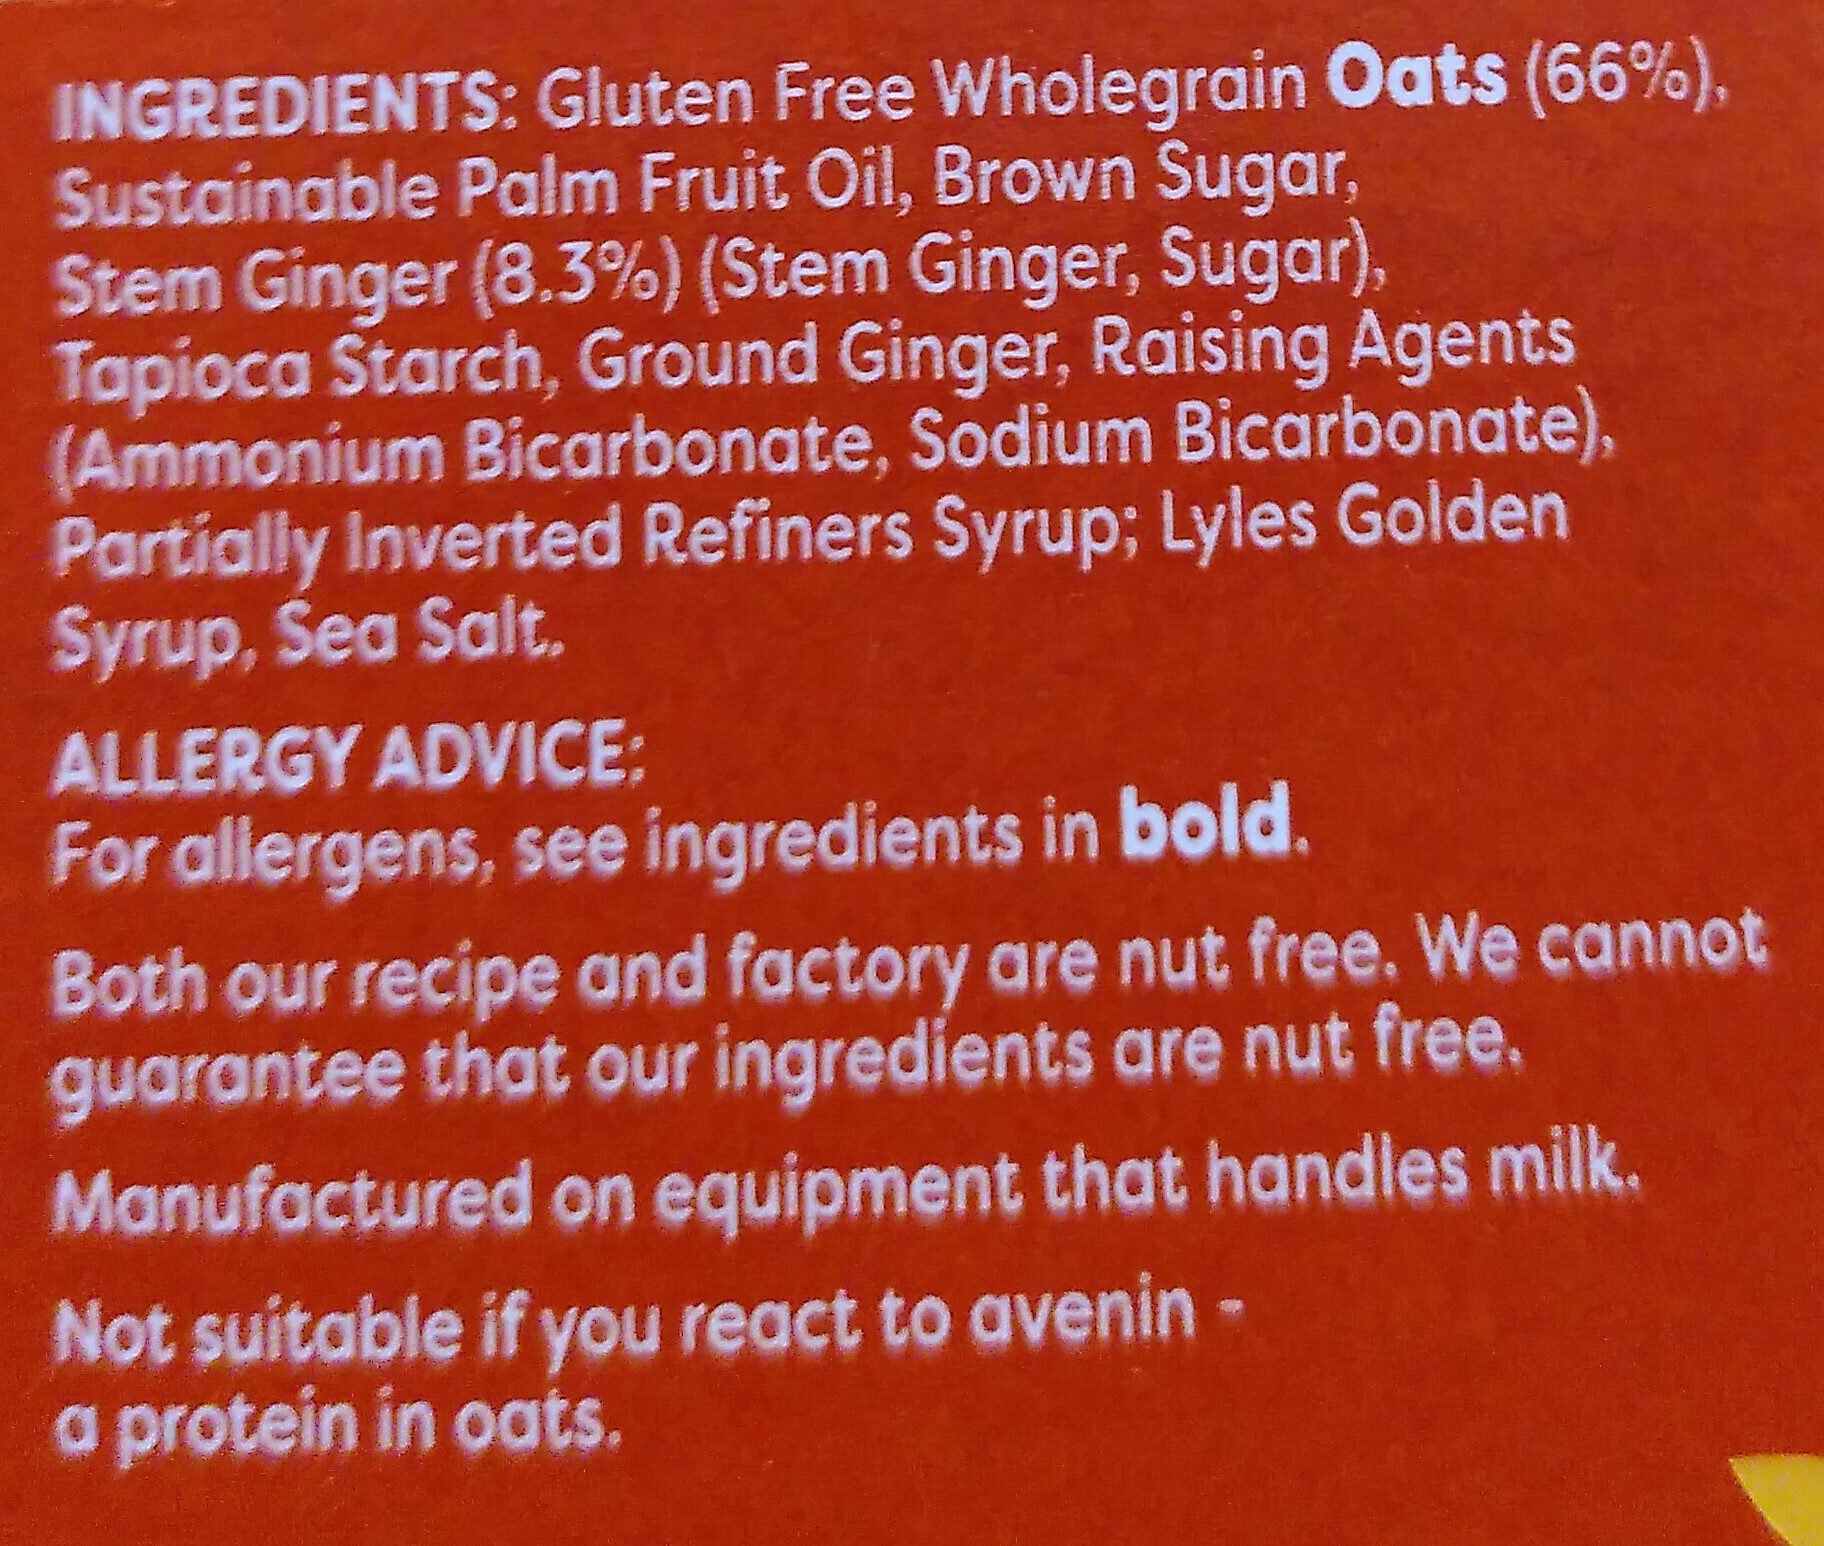 INGREDIENTS: Gluten Free Wholegrain Oats (66%),
Sustainable Palm Fruit Oil, Brown Sugar,
Stem Ginger (8.3%) (Stem Ginger, Sugar),
Tapioca Starch, Ground Ginger, Raising Agents
(Ammonium Bicarbonate, Sodium Bicarbonate),
Partially Inverted Refiners Syrup; Lyles Golden
Syrup, Sea Salt..
ALLERGY ADVICE:
For allergens, see ingredients in bold.
Both our recipe and factory are nut free. We cannot
guarantee that our ingredients are nut free.
Manufactured on equipment that handles milk.
Not suitable if you react to avenin -
a protein in oats.